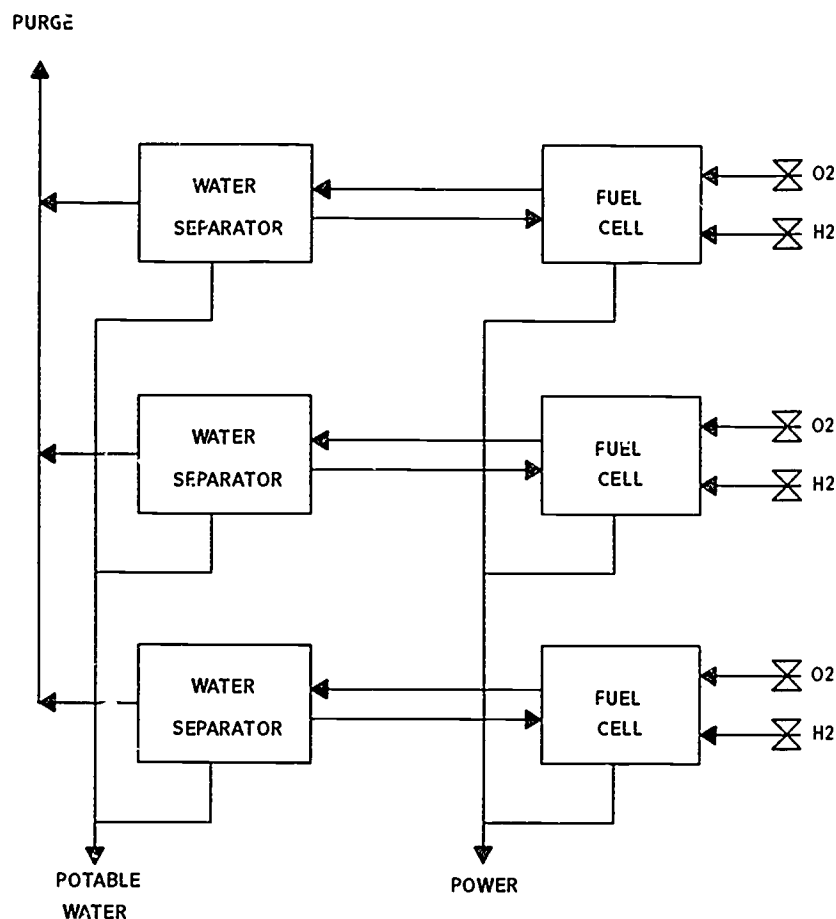 PURGE
WATER
SEPARATOR
FUEL
CELL
O2
H2
WATER
SEPARATOR
FUEL
CELL
O2
H2
WATER
SEPARATOR
FUEL
CELL
O2
H2
POTABLE
WATER
POWER